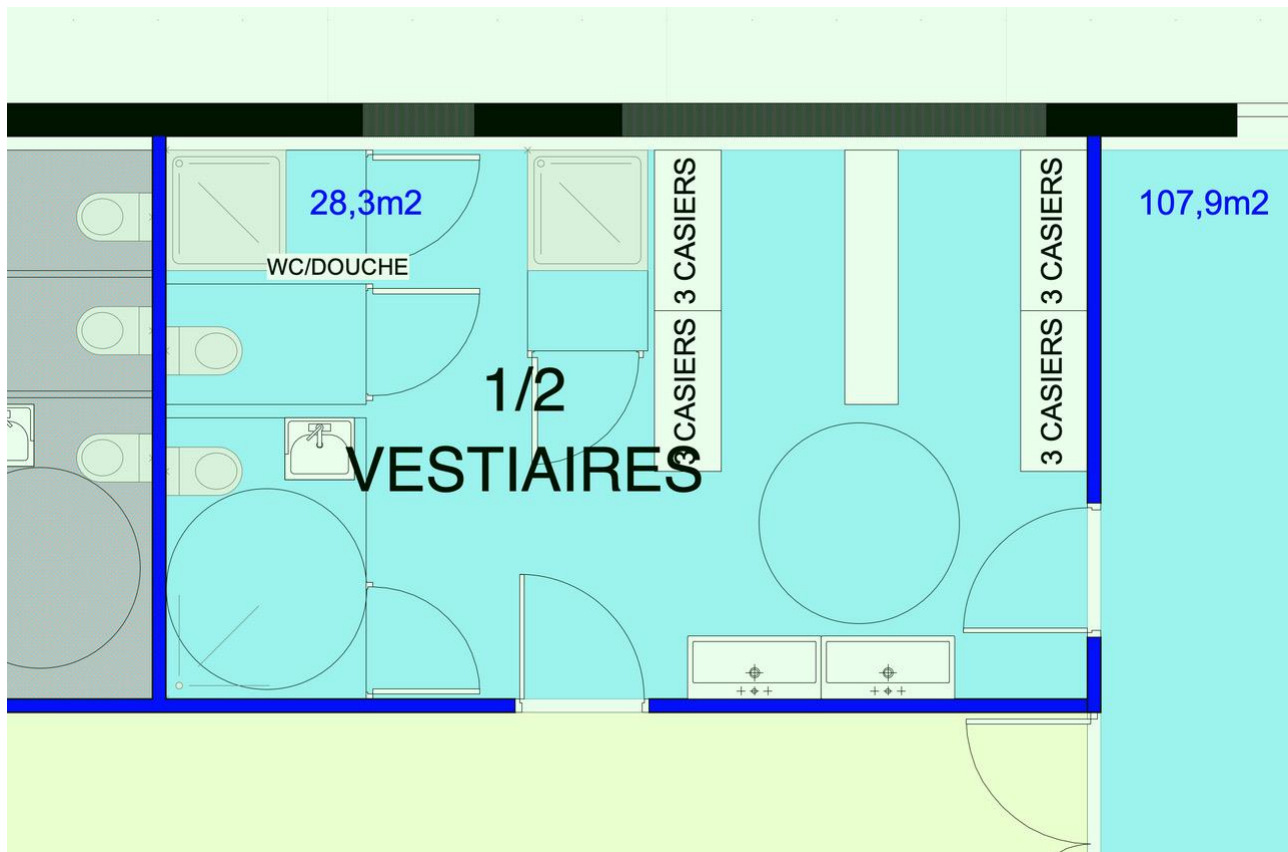 28,3m2
107,9m2
WC/DOUCHE
3 CASIERS
3 CASIERS
3 CASIERS
3 CASIERS
1/2
VESTIAIRES